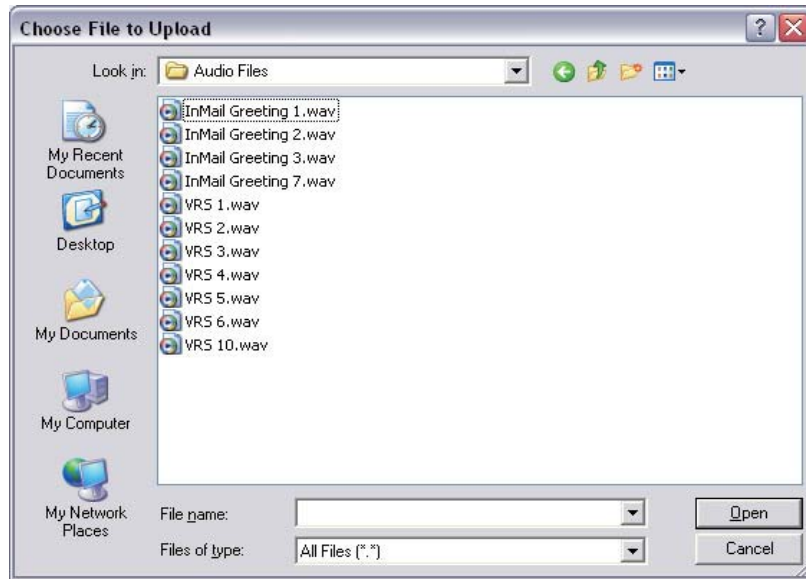 Choose File to Upload
Look in:
Audio Files
InMail Greeting 1.wav
InMail Greeting 2.wav
InMail Greeting 3.wav
InMail Greeting 7.wav
VRS 1.wav
VRS 2.wav
VRS 3.wav
VRS 4.wav
VRS 5.wav
VRS 6.wav
VRS 10.wav
My Recent
Documents
Desktop
My Documents
My Computer
My Network
Places
File name:
Open
Files of type:
All Files (*.*)
Cancel